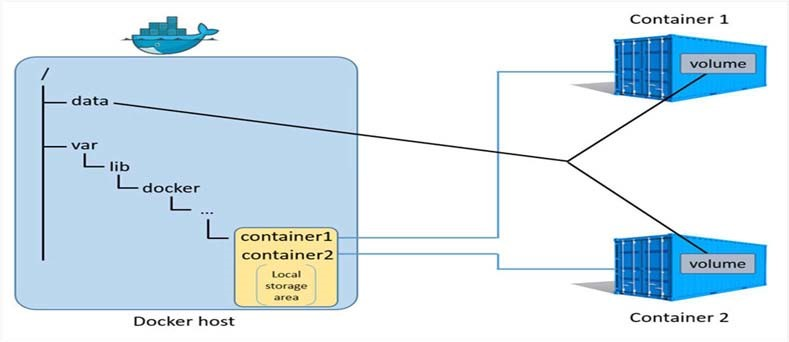 Container 1
volume
/
data
var
lib
docker
...
container1
container2
Local
storage
area
Docker host
volume
Container 2